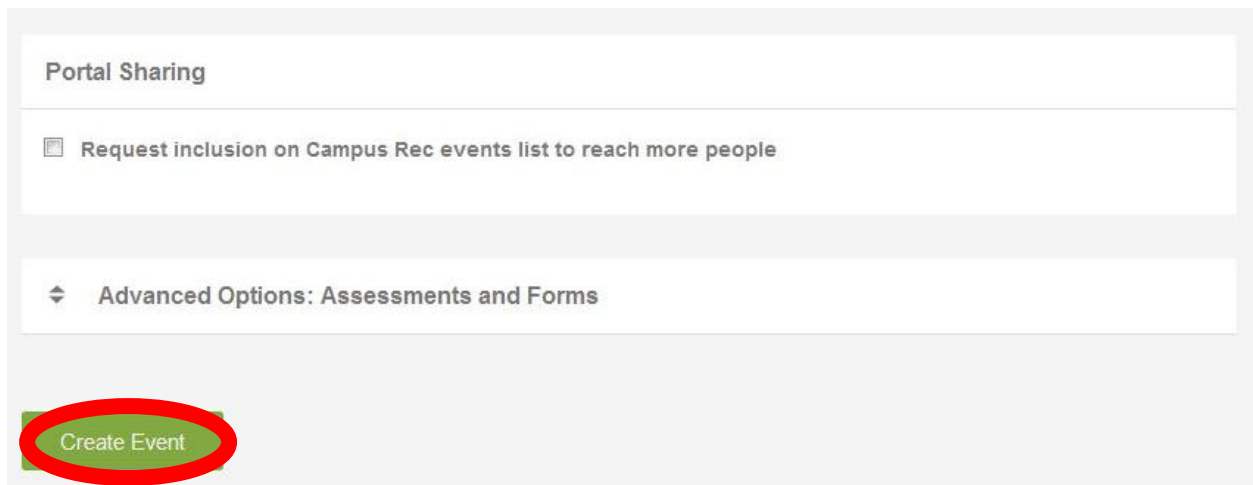 Portal Sharing
Request inclusion on Campus Rec events list to reach more people
Advanced Options: Assessments and Forms
Create Event